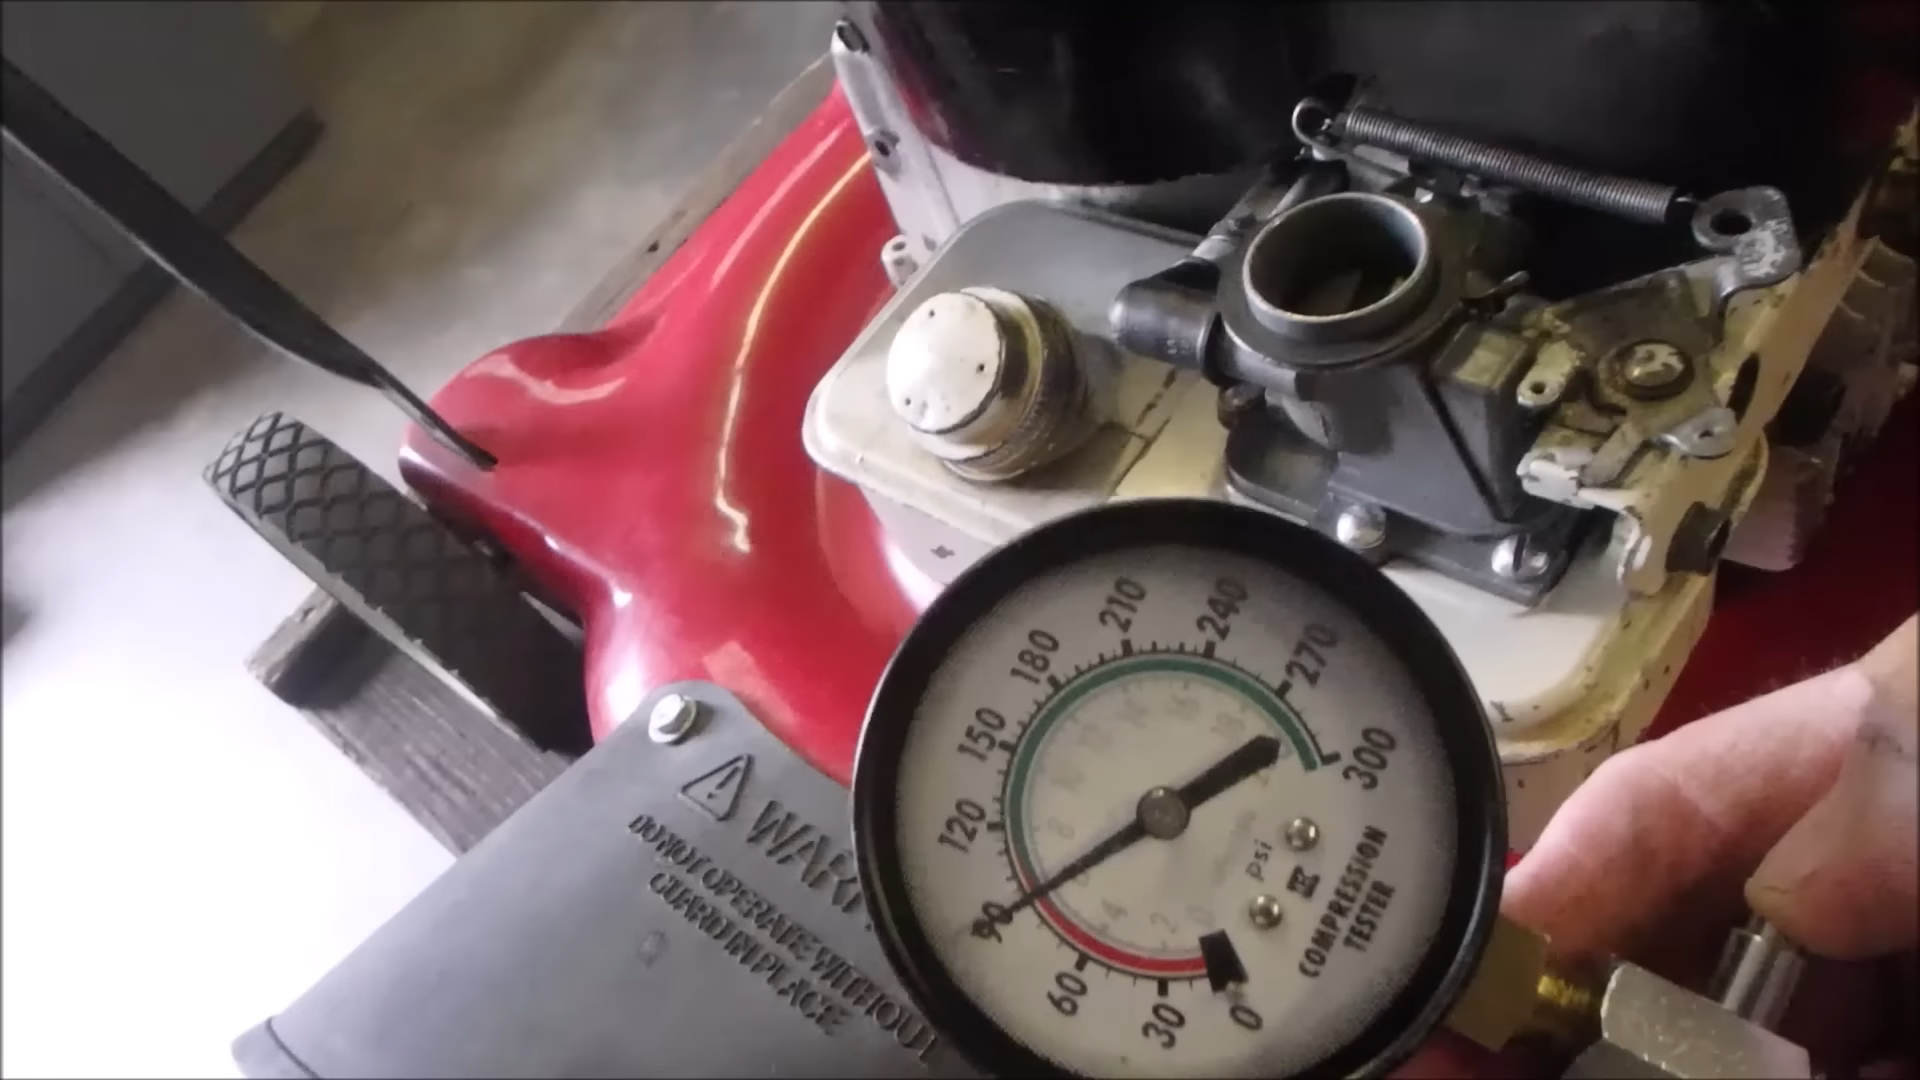 210
240
180
270
150
300
120
90
60
30
0
psi
COMPRESSION
TESTER
WAR
DO NOT OPERATE WITHOUT
GUARD IN PLACE